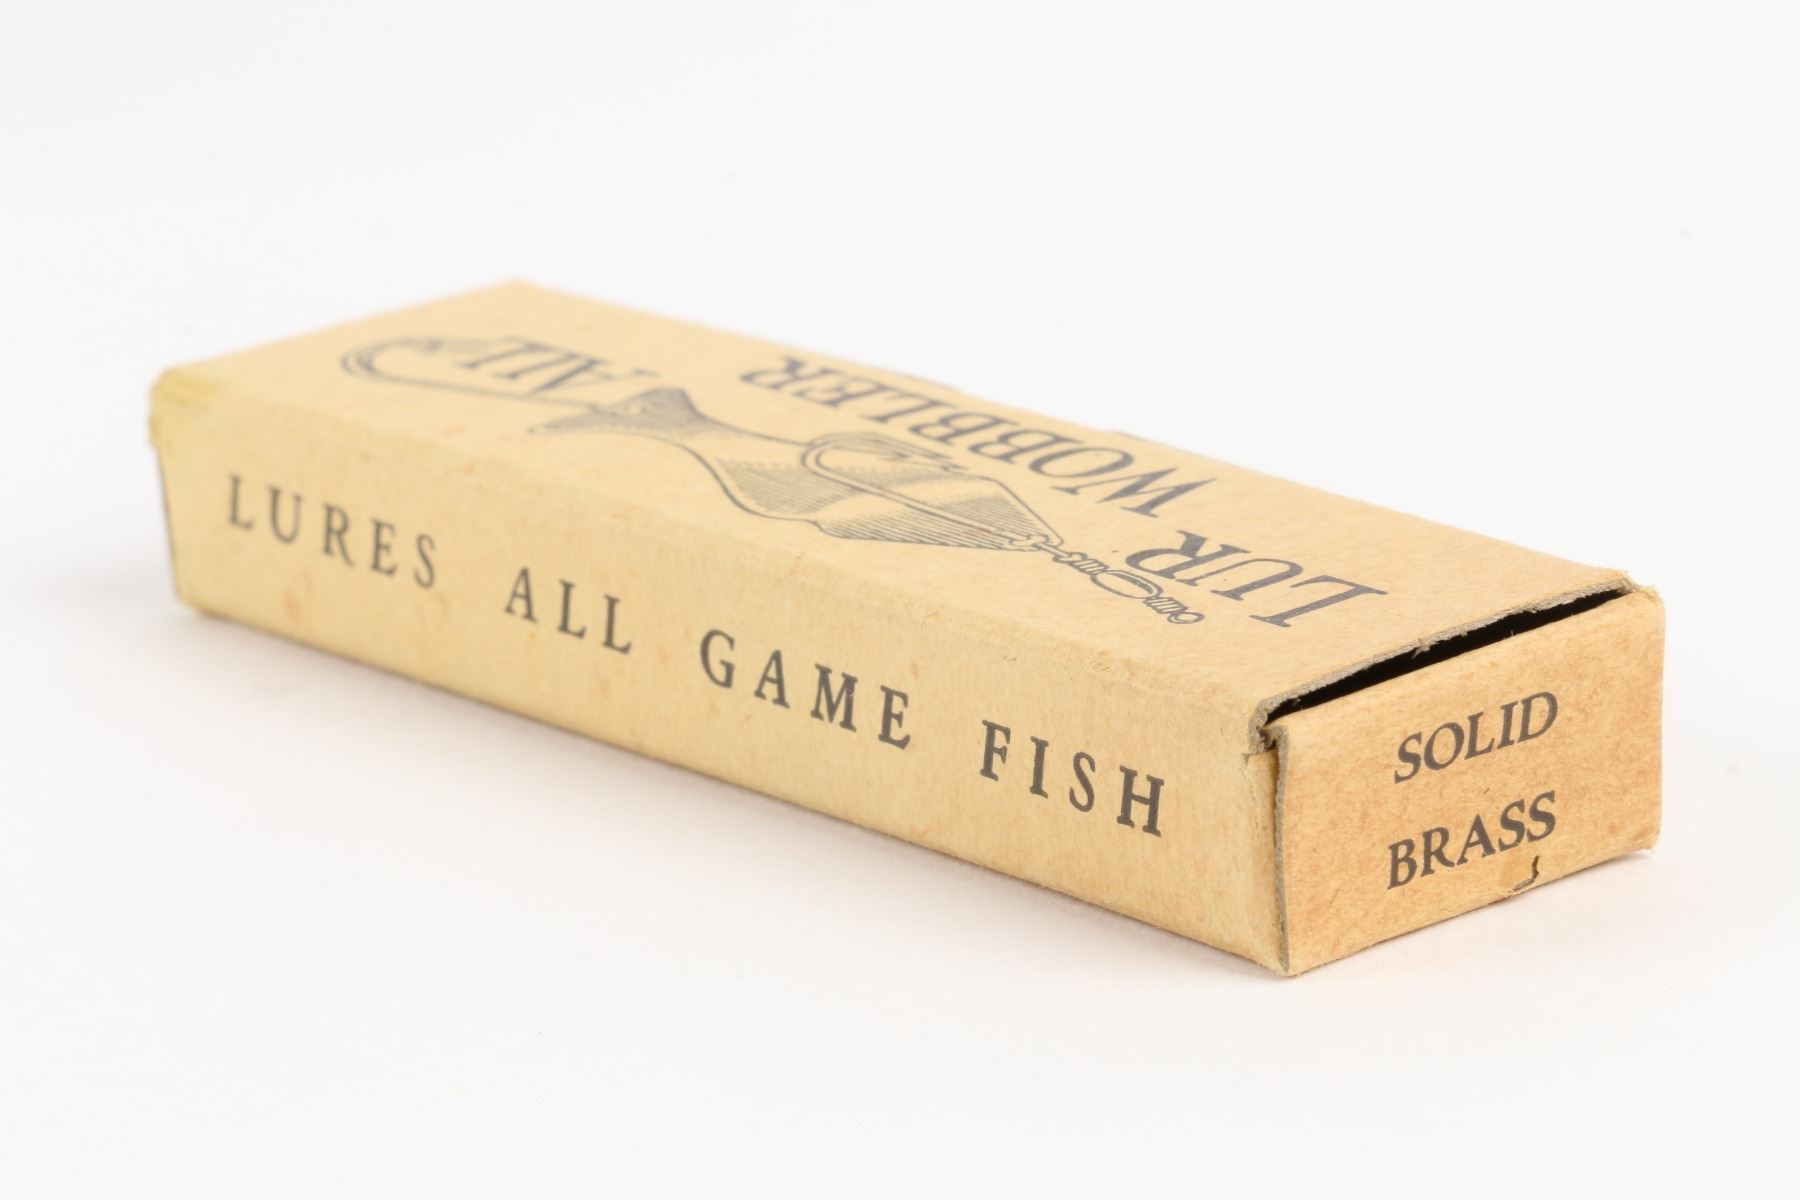 LUR ALL
WOBBLER
LURES ALL GAME FISH
SOLID
BRASS